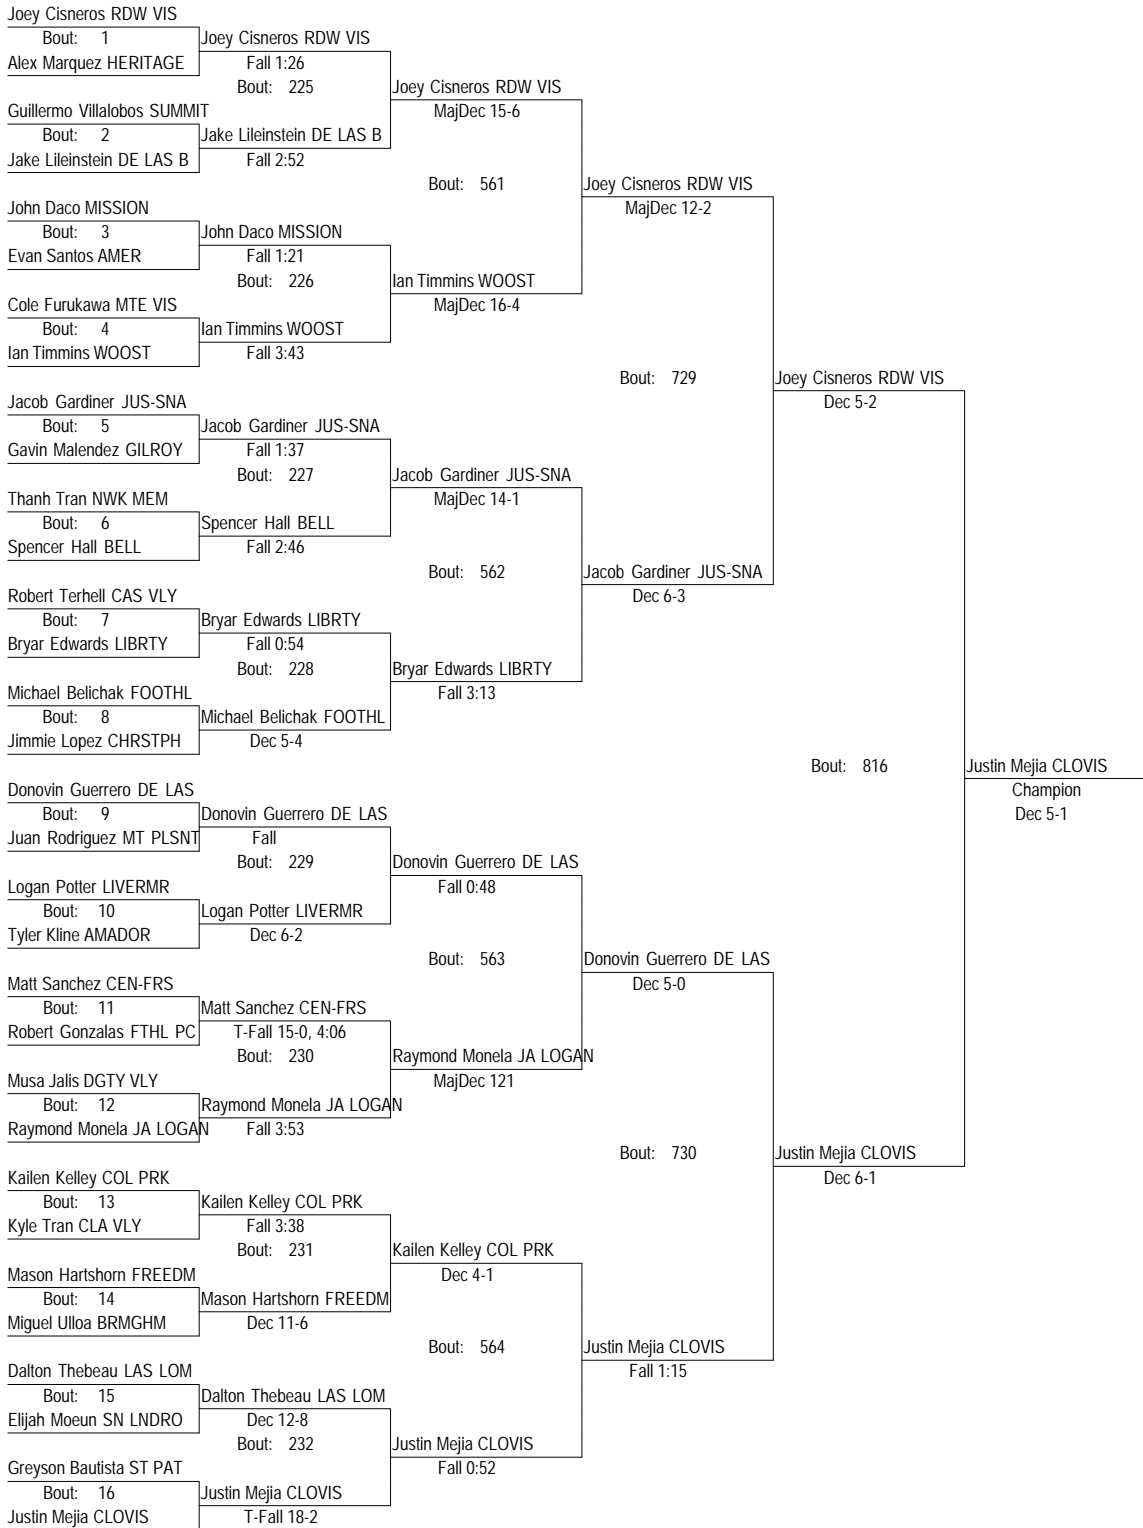 Joey Cisneros RDW VIS
Bout: 1
Joey Cisneros RDW VIS
Alex Marquez HERITAGE
Fall 1:26
Bout: 225
Joey Cisneros RDW VIS
Guillermo Villalobos SUMMIT
MajDec 15-6
Bout: 2
Jake Lileinstein DE LAS B
Jake Lileinstein DE LAS B
Fall 2:52
Bout: 561
Joey Cisneros RDW VIS
John Daco MISSION
MajDec 12-2
Bout: 3
John Daco MISSION
Evan Santos AMER
Fall 1:21
Bout: 226
Ian Timmins WOOST
Cole Furukawa MTE VIS
MajDec 16-4
Bout: 4
Ian Timmins WOOST
Ian Timmins WOOST
Fall 3:43
Bout: 729
Joey Cisneros RDW VIS
Jacob Gardiner JUS-SNA
Dec 5-2
Bout: 5
Jacob Gardiner JUS-SNA
Gavin Malendez GILROY
Fall 1:37
Bout: 227
Jacob Gardiner JUS-SNA
Thanh Tran NWK MEM
MajDec 14-1
Bout: 6
Spencer Hall BELL
Spencer Hall BELL
Fall 2:46
Bout: 562
Jacob Gardiner JUS-SNA
Robert Terhell CAS VLY
Dec 6-3
Bout: 7
Bryar Edwards LIBRTY
Bryar Edwards LIBRTY
Fall 0:54
Bout: 228
Bryar Edwards LIBRTY
Michael Belichak FOOTHL
Fall 3:13
Bout: 8
Michael Belichak FOOTHL
Jimmie Lopez CHRSTPH
Dec 5-4
Bout: 816
Justin Mejia CLOVIS
Donovin Guerrero DE LAS
Champion
Bout: 9
Donovin Guerrero DE LAS
Dec 5-1
Juan Rodriguez MT PLSNT
Fall
Bout: 229
Donovin Guerrero DE LAS
Logan Potter LIVERMR
Fall 0:48
Bout: 10
Logan Potter LIVERMR
Tyler Kline AMADOR
Dec 6-2
Bout: 563
Donovin Guerrero DE LAS
Matt Sanchez CEN-FRS
Dec 5-0
Bout: 11
Matt Sanchez CEN-FRS
Robert Gonzalas FTHL PC
T-Fall 15-0, 4:06
Bout: 230
Raymond Monela JA LOGAN
Musa Jalis DGTY VLY
MajDec 121
Bout: 12
Raymond Monela JA LOGAN
Raymond Monela JA LOGAN
Fall 3:53
Bout: 730
Justin Mejia CLOVIS
Kailen Kelley COL PRK
Dec 6-1
Bout: 13
Kailen Kelley COL PRK
Kyle Tran CLA VLY
Fall 3:38
Bout: 231
Kailen Kelley COL PRK
Mason Hartshorn FREEDM
Dec 4-1
Bout: 14
Mason Hartshorn FREEDM
Miguel Ulloa BRMGHM
Dec 11-6
Bout: 564
Justin Mejia CLOVIS
Dalton Thebeau LAS LOM
Fall 1:15
Bout: 15
Dalton Thebeau LAS LOM
Elijah Moeun SN LNDRO
Dec 12-8
Bout: 232
Justin Mejia CLOVIS
Greyson Bautista ST PAT
Fall 0:52
Bout: 16
Justin Mejia CLOVIS
Justin Mejia CLOVIS
T-Fall 18-2